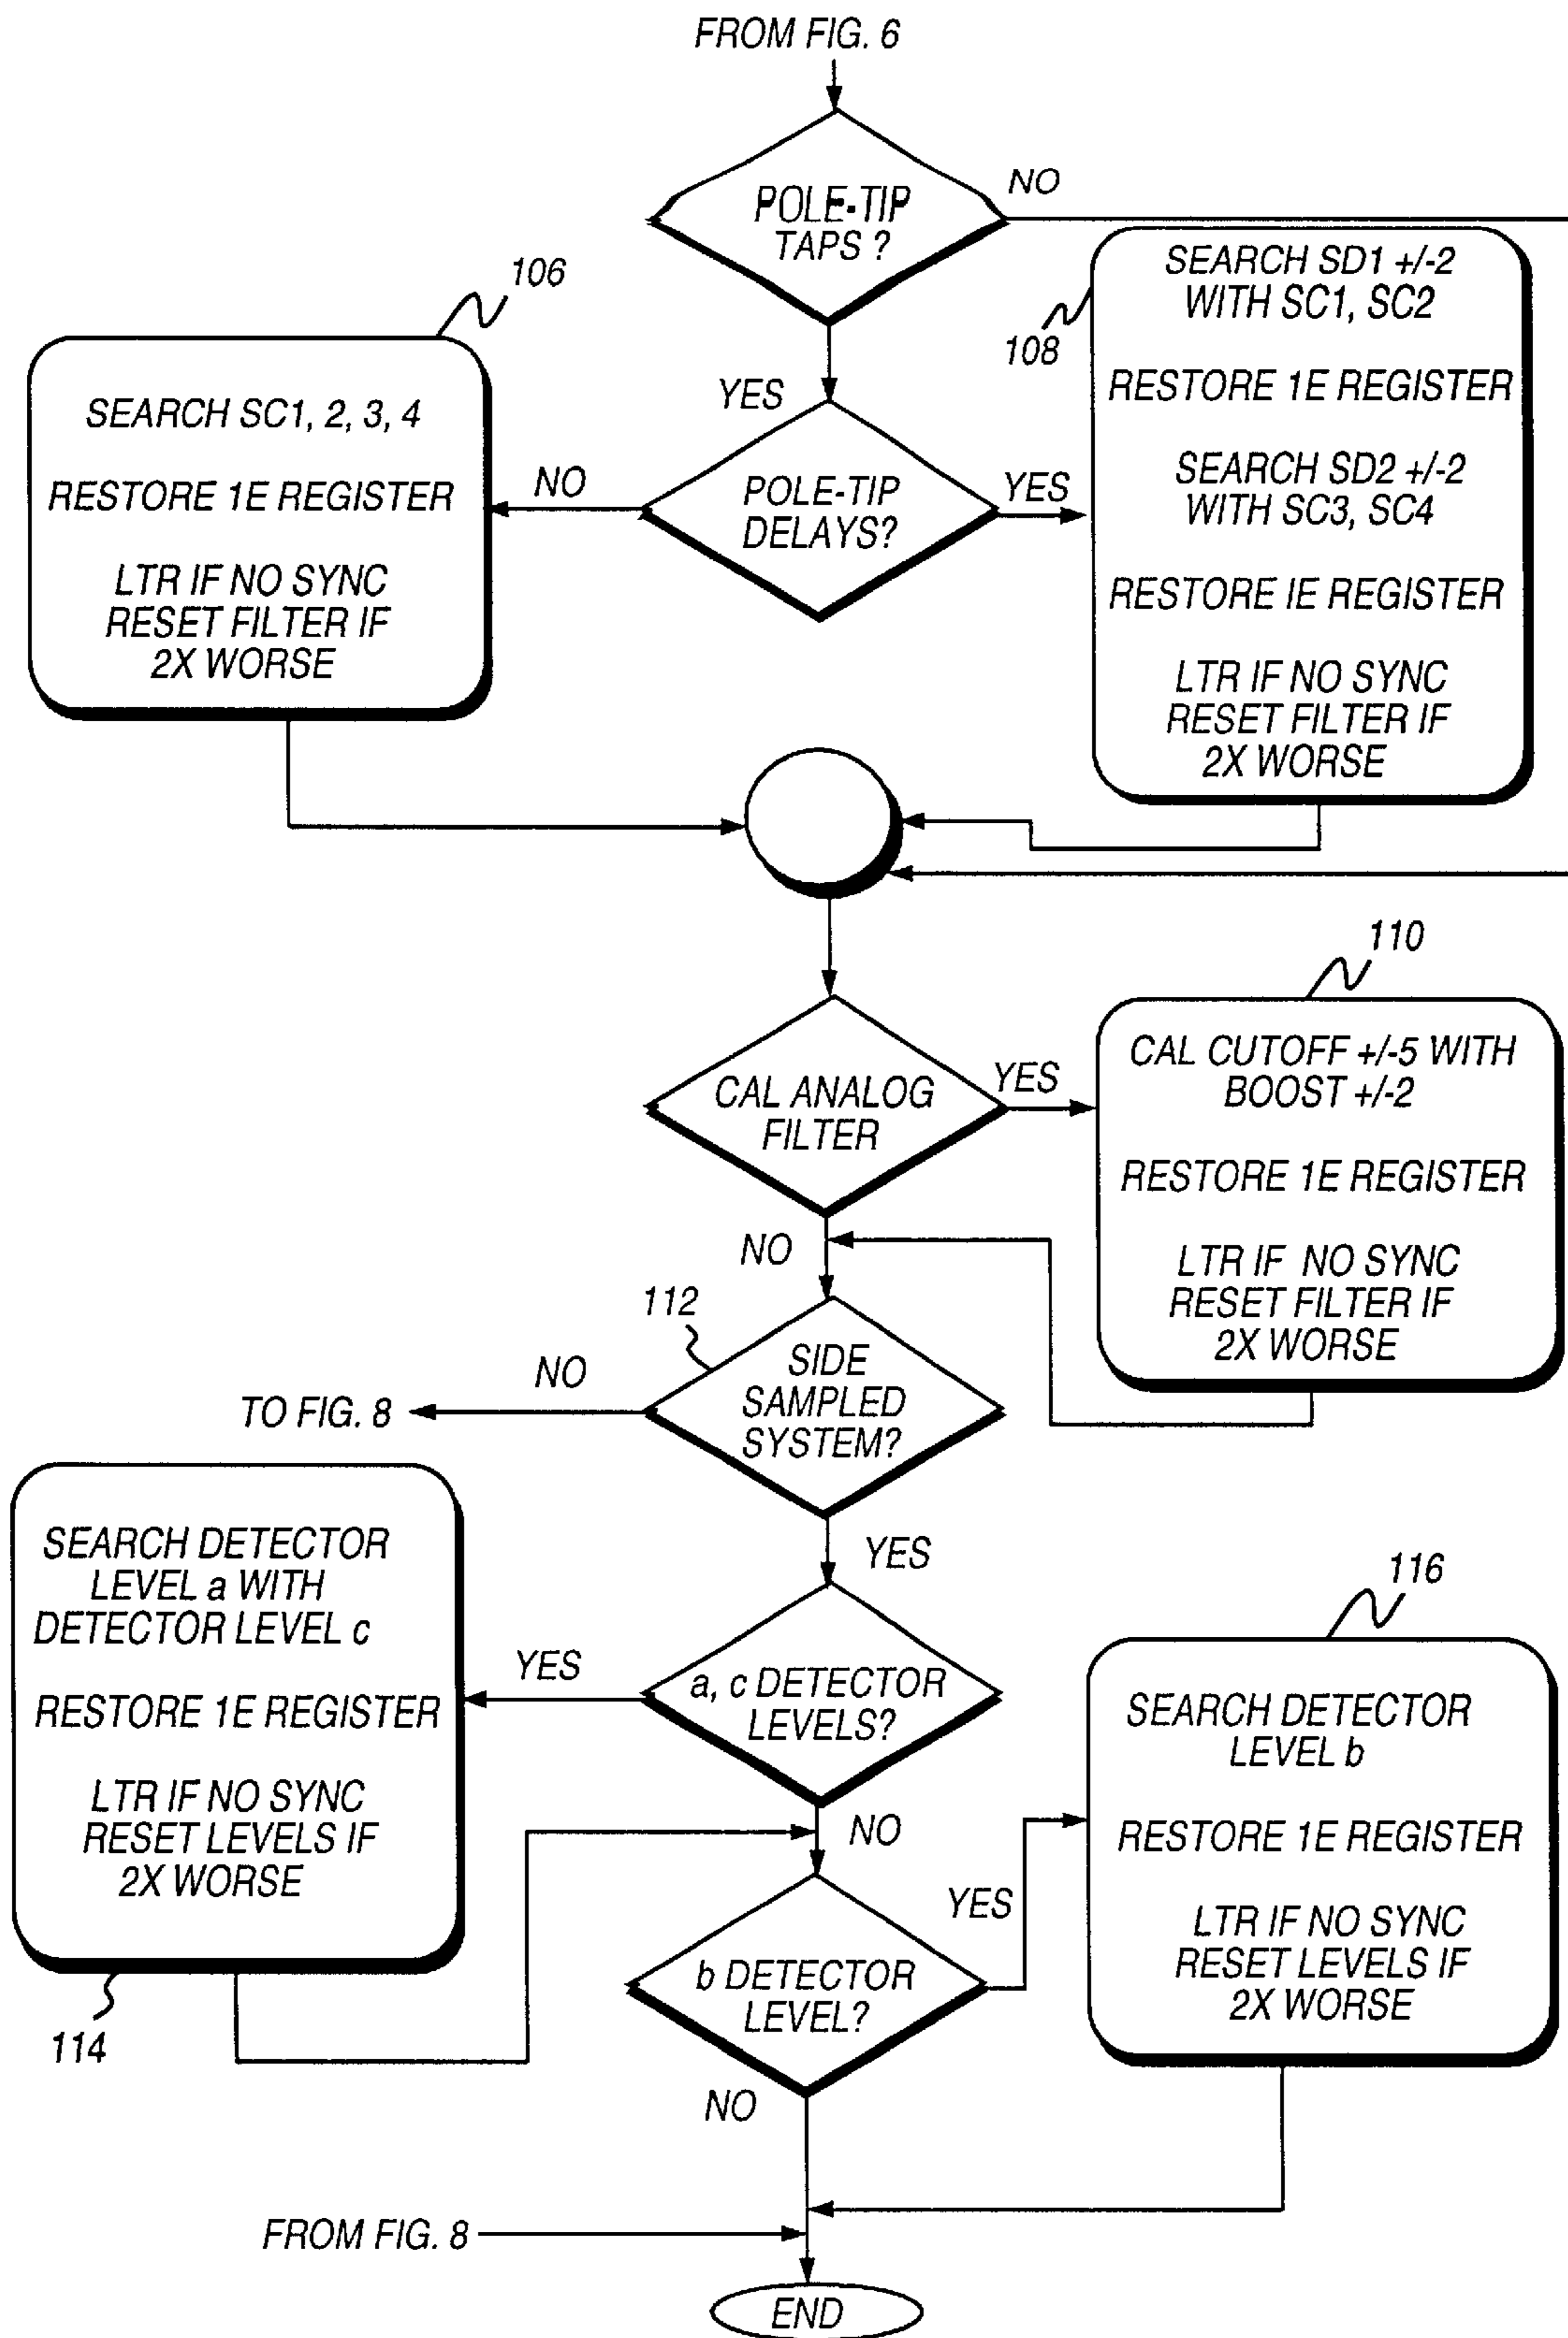 FROM FIG. 6
POLE-TIP
TAPS ?
NO
106
SEARCH SC1, 2, 3, 4
RESTORE 1E REGISTER
LTR IF NO SYNC
RESET FILTER IF
2X WORSE
YES
NO
POLE-TIP
DELAYS?
YES
108
SEARCH SD1 +/-2
WITH SC1, SC2
RESTORE 1E REGISTER
SEARCH SD2 +/-2
WITH SC3, SC4
RESTORE IE REGISTER
LTR IF NO SYNC
RESET FILTER IF
2X WORSE
CAL ANALOG
FILTER
YES
NO
110
CAL CUTOFF +/-5 WITH
BOOST +/-2
RESTORE 1E REGISTER
LTR IF NO SYNC
RESET FILTER IF
2X WORSE
112
SIDE
SAMPLED
SYSTEM?
NO
TO FIG. 8
YES
a, c DETECTOR
LEVELS?
YES
SEARCH DETECTOR
LEVEL a WITH
DETECTOR LEVEL c
RESTORE 1E REGISTER
LTR IF NO SYNC
RESET LEVELS IF
2X WORSE
114
NO
b DETECTOR
LEVEL?
YES
116
SEARCH DETECTOR
LEVEL b
RESTORE 1E REGISTER
LTR IF NO SYNC
RESET LEVELS IF
2X WORSE
NO
FROM FIG. 8
END